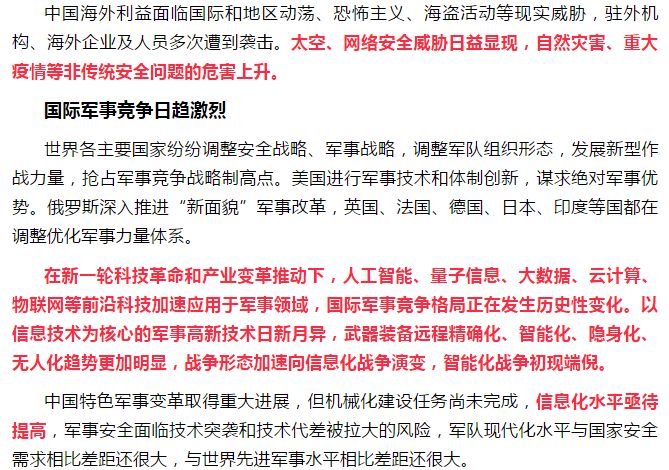 中国海外利益面临国际和地区动荡、恐怖主义、海盗活动等现实威胁，驻外机
构、海外企业及人员多次遭到袭击。太空、网络安全威胁日益显现，自然灾害、重大
疫情等非传统安全问题的危害上升。
国际军事竞争日趋激烈
世界各主要国家纷纷调整安全战略、军事战略，调整军队组织形态，发展新型作
战力量，抢占军事竞争战略制高点。美国进行军事技术和体制创新，谋求绝对军事优
势。俄罗斯深入推进“新面貌”军事改革，英国、法国、德国、日本、印度等国都在
调整优化军事力量体系。
在新一轮科技革命和产业变革推动下，人工智能、量子信息、大数据、云计算、
物联网等前沿科技加速应用于军事领域，国际军事竞争格局正在发生历史性变化。以
信息技术为核心的军事高新技术日新月异，武器装备远程精确化、智能化、隐身化、
无人化趋势更加明显，战争形态加速向信息化战争演变，智能化战争初现端倪。
中国特色军事变革取得重大进展，但机械化建设任务尚未完成，信息化水平亟待
提高，军事安全面临技术突袭和技术代差被拉大的风险，军队现代化水平与国家安全
需求相比差距还很大，与世界先进军事水平相比差距还很大。